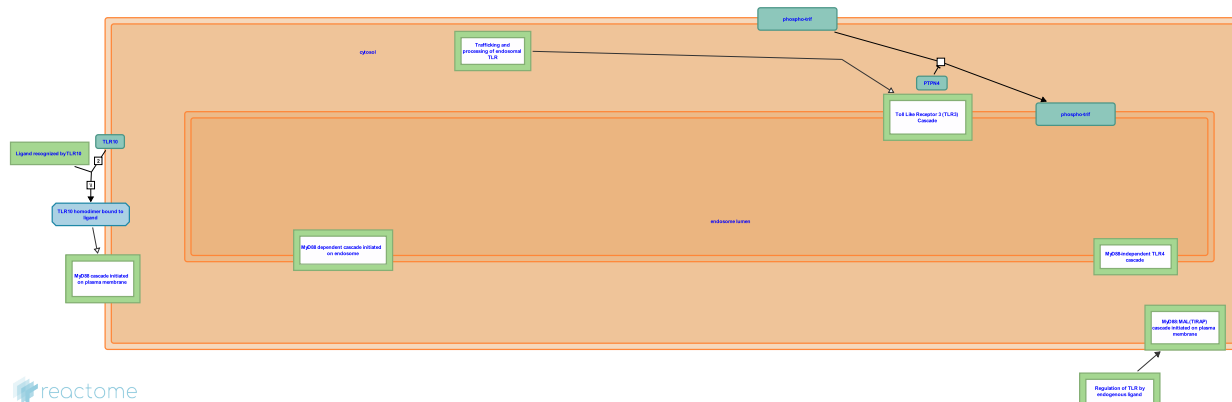 phospho-trif
cytosol
Trafficking and
processing of endosomal
TLR
PTPN4
Toll Like Receptor 3 (TLR3)
Cascade
phospho-trif
TLR10
Ligand recognized by TLR10
2
TLR10 homodimer bound to
ligand
endosome lumen
MyD88 dependent cascade initiated
on endosome
MyD88-independent TLR4
cascade
MyD88 cascade initiated
on plasma membrane
MyD88:MAL(TIRAP)
cascade initiated on plasma
membrane
Regulation of TLR by
endogenous ligand
reactome